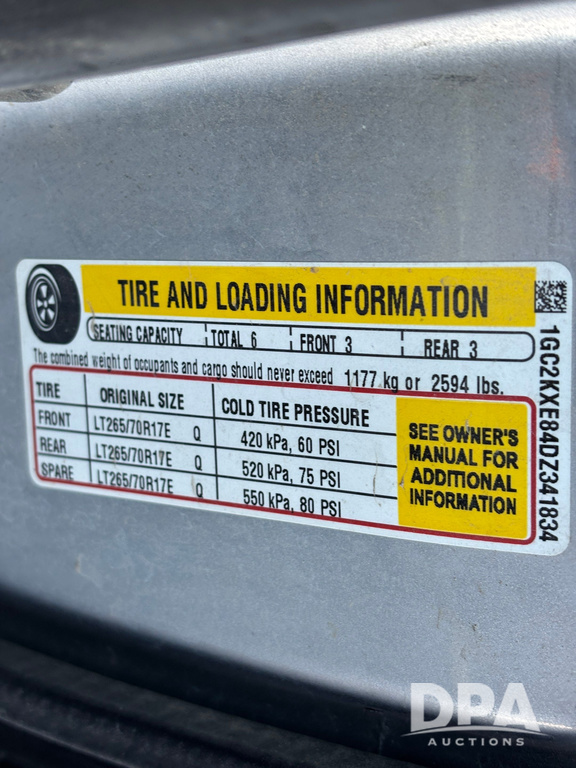 TIRE AND LOADING INFORMATION
SEATING CAPACITY TOTAL 6 FRONT 3 REAR 3
The combined weight of occupants and cargo should never exceed 1177 kg or 2594 lbs.
TIRE ORIGINAL SIZE COLD TIRE PRESSURE
FRONT LT265/70R17E Q 420 kPa, 60 PSI
REAR LT265/70R17E Q 520 kPa, 75 PSI
SPARE LT265/70R17E Q 550 kPa, 80 PSI
SEE OWNER'S
MANUAL FOR
ADDITIONAL
INFORMATION
1GC2KXE84DZ341834
DPA
AUCTIONS